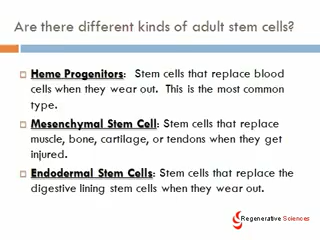 Are there different kinds of adult stem cells?
Heme Progenitors: Stem cells that replace blood
cells when they wear out. This is the most common
type.
Mesenchymal Stem Cell: Stem cells that replace
muscle, bone, cartilage, or tendons when they get
injured.
Endodermal Stem Cells: Stem cells that replace the
digestive lining stem cells when they wear out.
Regenerative Sciences